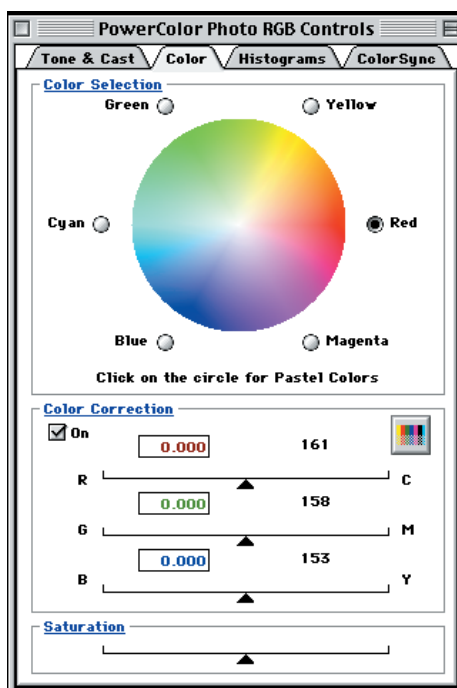 PowerColor Photo RGB Controls
Tone & Cast Color Histograms ColorSync
Color Selection
Green Yellow
Cyan Red
Blue Magenta
Click on the circle for Pastel Colors
Color Correction
On
0.000 161
R C
0.000 158
G M
0.000 153
B Y
Saturation